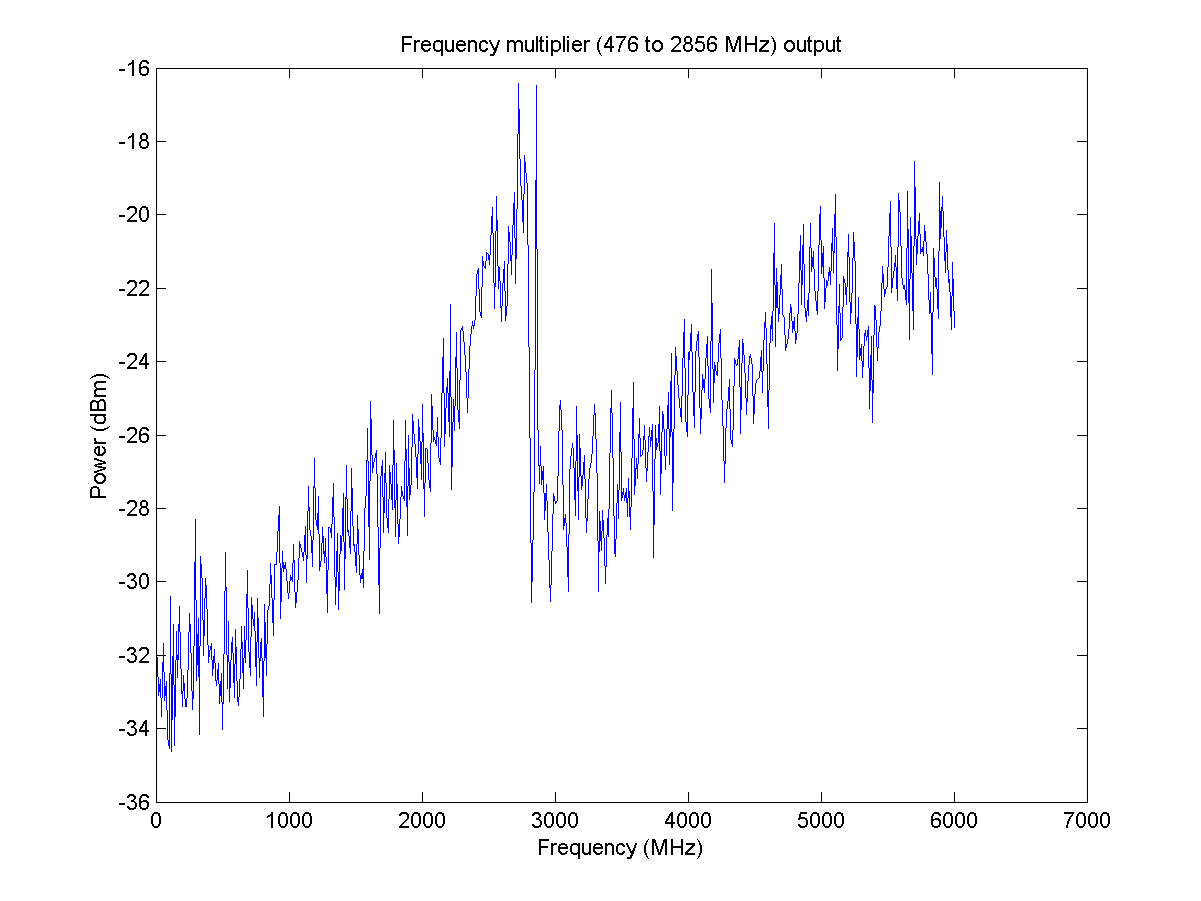 Frequency multiplier (476 to 2856 MHz) output
-16
-18
-20
-22
-24
-26
-28
-30
-32
-34
-36
Power (dBm)
0 1000 2000 3000 4000 5000 6000 7000
Frequency (MHz)